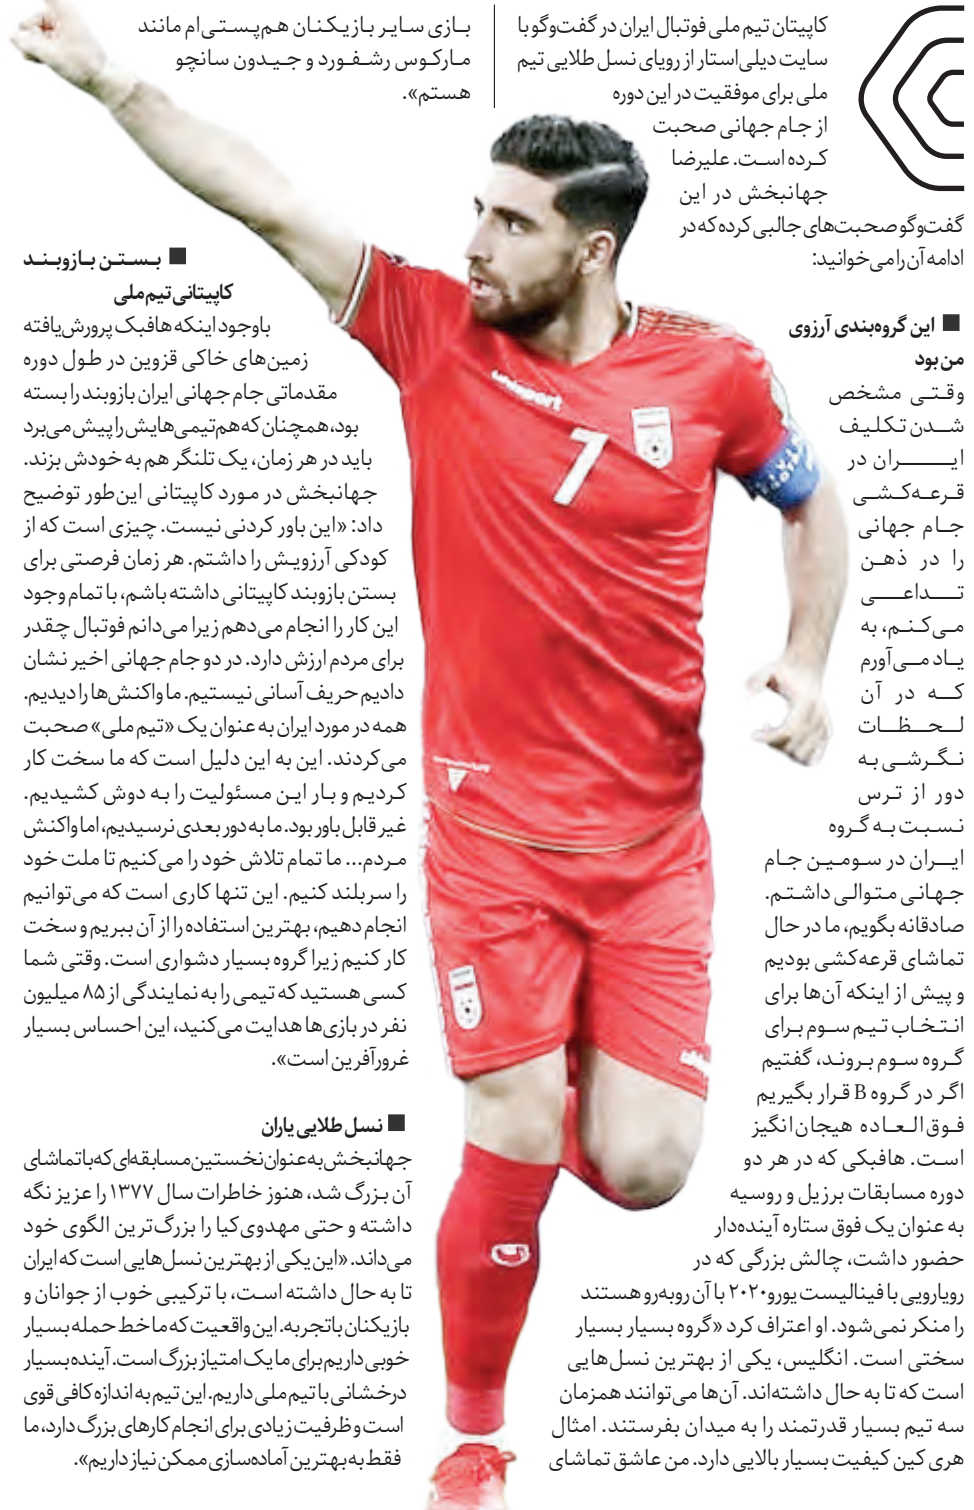 کاپیتان تیم ملی فوتبال ایران در گفت‌وگو با
سایت دیلی‌استار از رویای نسل طلایی تیم
ملی برای موفقیت در این دوره
از جام جهانی صحبت
کرده است. علیرضا
جهانبخش در این
گفت‌وگو صحبت‌های جالبی کرده که در
ادامه آن را می‌خوانید:
■ این گروه‌بندی آرزوی
من بود
وقتی مشخص
شدن تکلیف
ایران در
قرعه‌کشی
جام جهانی
را در ذهن
تداعی
می‌کنم، به
یاد می‌آورم
که در آن
لحظات
نگرشی به
دور از ترس
نسبت به گروه
ایران در سومین جام
جهانی متوالی داشتم.
صادقانه بگویم، ما در حال
تماشای قرعه‌کشی بودیم
و پیش از اینکه آن‌ها برای
انتخاب تیم سوم برای
گروه سوم بروند، گفتیم
اگر در گروه B قرار بگیریم
فوق‌العاده هیجان‌انگیز
است. هافبکی که در هر دو
دوره مسابقات برزیل و روسیه
به عنوان یک فوق ستاره آینده‌دار
حضور داشت، چالش بزرگی که در
رویارویی با فینالیست یورو۲۰۲۰ با آن روبه‌رو هستند
را منکر نمی‌شود. او اعتراف کرد «گروه بسیار بسیار
سختی است. انگلیس، یکی از بهترین نسل‌هایی
است که تا به حال داشته‌اند. آن‌ها می‌توانند همزمان
سه تیم بسیار قدرتمند را به میدان بفرستند. امثال
هری کین کیفیت بسیار بالایی دارد. من عاشق تماشای
بازی سایر بازیکنان هم‌پستی‌ام مانند
مارکوس رشفورد و جیدون سانچو
هستم».
■ بستن بازوبند
کاپیتانی تیم ملی
باوجود اینکه هافبک پرورش‌یافته
زمین‌های خاکی قزوین در طول دوره
مقدماتی جام جهانی ایران بازوبند را بسته
بود، همچنان که هم‌تیمی‌هایش را پیش می‌برد
باید در هر زمان، یک تلنگر هم به خودش بزند.
جهانبخش در مورد کاپیتانی این‌طور توضیح
داد: «این باور کردنی نیست. چیزی است که از
کودکی آرزویش را داشتم. هر زمان فرصتی برای
بستن بازوبند کاپیتانی داشته باشم، با تمام وجود
این کار را انجام می‌دهم زیرا می‌دانم فوتبال چقدر
برای مردم ارزش دارد. در دو جام جهانی اخیر نشان
دادیم حریف آسانی نیستیم. ما واکنش‌ها را دیدیم.
همه در مورد ایران به عنوان یک «تیم ملی» صحبت
می‌کردند. این به این دلیل است که ما سخت کار
کردیم و بار این مسئولیت را به دوش کشیدیم.
غیر قابل باور بود. ما به دور بعدی نرسیدیم، اما واکنش
مردم... ما تمام تلاش خود را می‌کنیم تا ملت خود
را سربلند کنیم. این تنها کاری است که می‌توانیم
انجام دهیم، بهترین استفاده را از آن ببریم و سخت
کار کنیم زیرا گروه بسیار دشواری است. وقتی شما
کسی هستید که تیمی را به نمایندگی از ۸۵ میلیون
نفر در بازی‌ها هدایت می‌کنید، این احساس بسیار
غرورآفرین است».
■ نسل طلایی یاران
جهانبخش به‌عنوان نخستین مسابقه‌ای که با تماشای
آن بزرگ شد، هنوز خاطرات سال ۱۳۷۷ را عزیز نگه
داشته و حتی مهدوی‌کیا را بزرگ‌ترین الگوی خود
می‌داند. «این یکی از بهترین نسل‌هایی است که ایران
تا به حال داشته است، با ترکیبی خوب از جوانان و
بازیکنان باتجربه. این واقعیت که ما خط حمله بسیار
خوبی داریم برای ما یک امتیاز بزرگ است. آینده بسیار
درخشانی با تیم ملی داریم. این تیم به اندازه کافی قوی
است و ظرفیت زیادی برای انجام کارهای بزرگ دارد، ما
فقط به بهترین آماده‌سازی ممکن نیاز داریم».
uhlsport
7